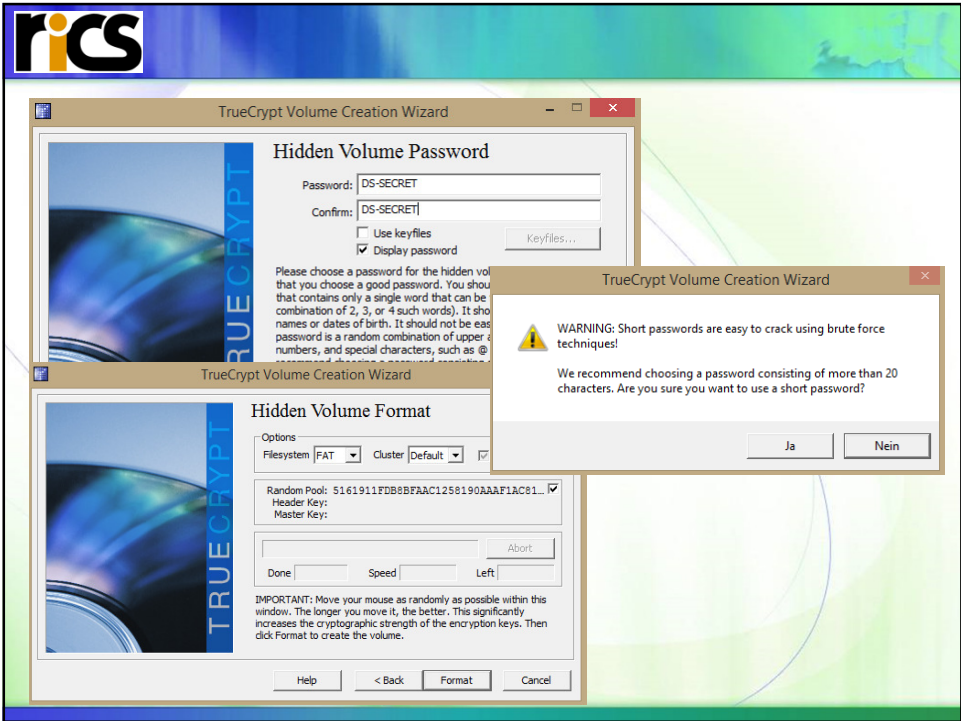 rics
TrueCrypt Volume Creation Wizard
TRUECRYPT
Hidden Volume Password
Password: DS-SECRET
Confirm: DS-SECRET
Use keyfiles
Keyfiles...
Display password
Please choose a password for the hidden vol
that you choose a good password. You shou
that contains only a single word that can be
combination of 2, 3, or 4 such words). It sho
names or dates of birth. It should not be eas
password is a random combination of upper a
numbers, and special characters, such as @
TrueCrypt Volume Creation Wizard
WARNING: Short passwords are easy to crack using brute force
techniques!
We recommend choosing a password consisting of more than 20
characters. Are you sure you want to use a short password?
Ja Nein
TrueCrypt Volume Creation Wizard
TRUECRYPT
Hidden Volume Format
Options
Filesystem FAT Cluster Default
Random Pool: 5161911FDB8BFAAC1258190AAAF1AC81...
Header Key:
Master Key:
Abort
Done Speed Left
IMPORTANT: Move your mouse as randomly as possible within this
window. The longer you move it, the better. This significantly
increases the cryptographic strength of the encryption keys. Then
click Format to create the volume.
Help < Back Format Cancel